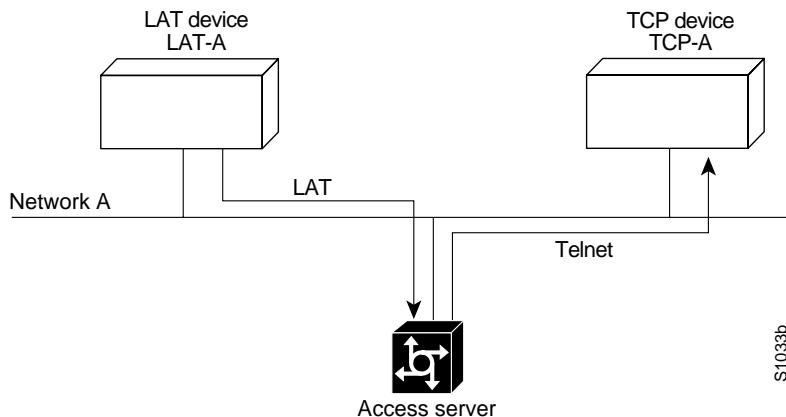 LAT device
LAT-A
TCP device
TCP-A
LAT
Network A
Telnet
Access server
S1033b